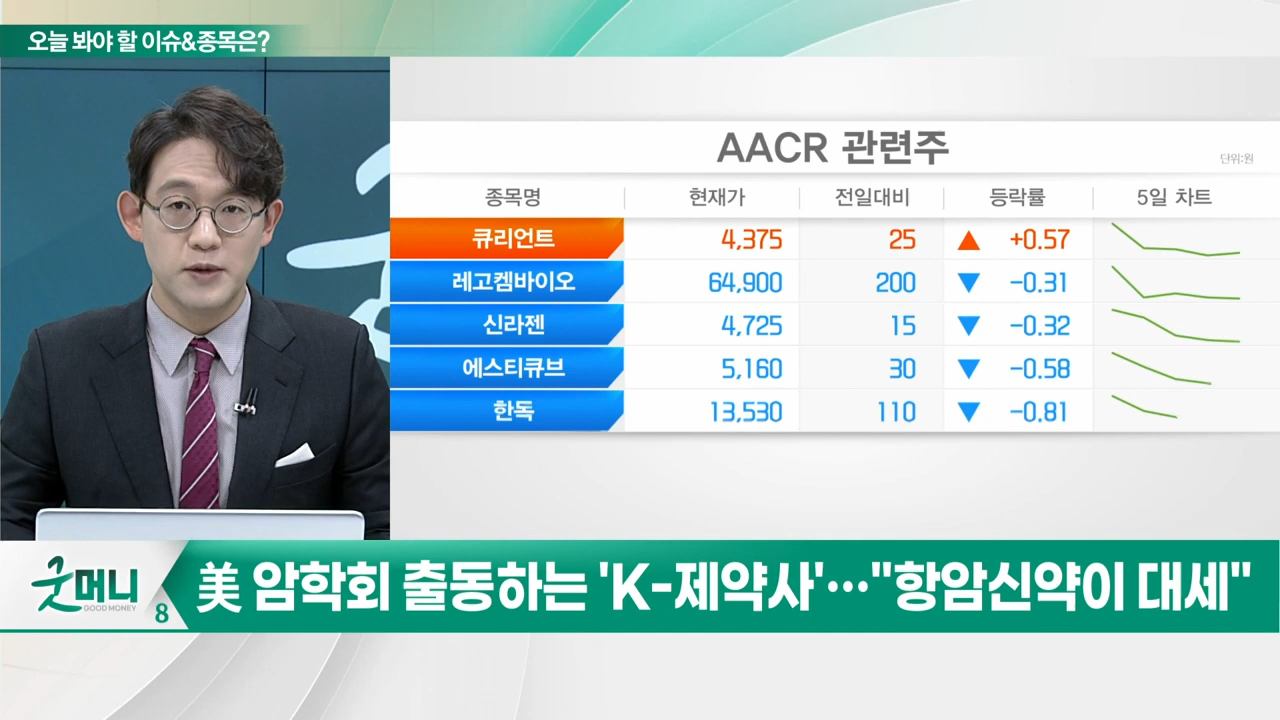 오늘 봐야 할 이슈&종목은?
AACR 관련주
단위:원
종목명 현재가 전일대비 등락률 5일 차트
큐리언트 4,375 25 ▲ +0.57
레고켐바이오 64,900 200 ▼ -0.31
신라젠 4,725 15 ▼ -0.32
에스티큐브 5,160 30 ▼ -0.58
한독 13,530 110 ▼ -0.81
굿머니
GOOD MONEY
8
美 암학회 출동하는 'K-제약사'…"항암신약이 대세"